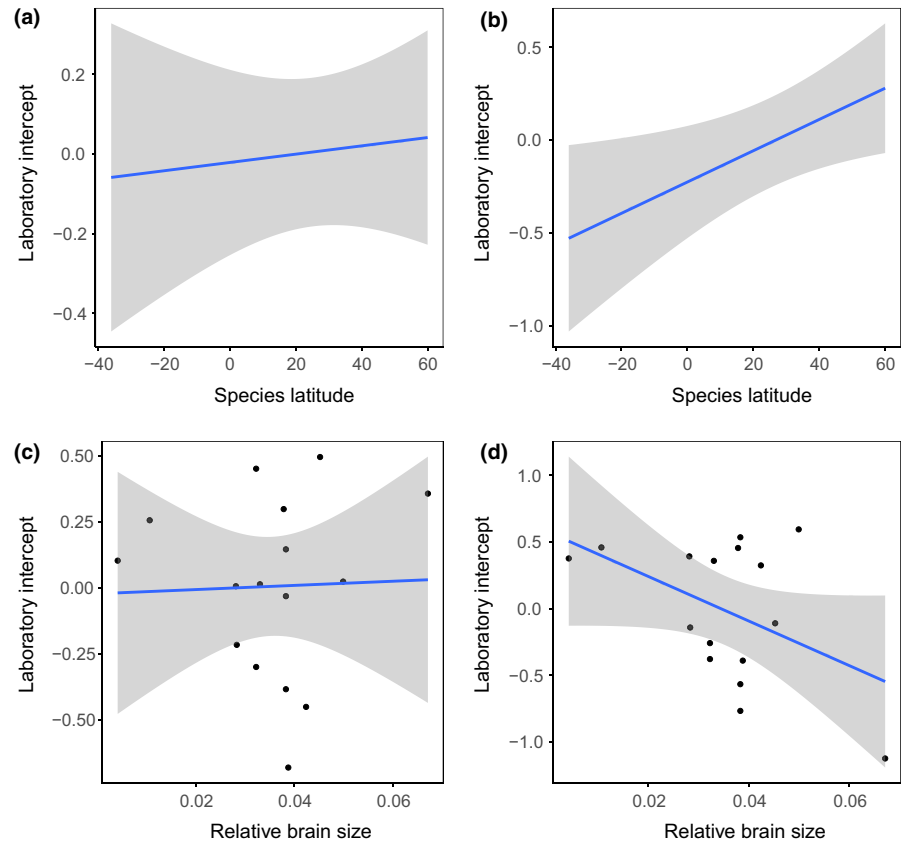 (a)
Laboratory intercept
0.2
0.0
−0.2
−0.4
−40 −20 0 20 40 60
Species latitude
(b)
Laboratory intercept
0.5
0.0
−0.5
−1.0
−40 −20 0 20 40 60
Species latitude
(c)
Laboratory intercept
0.50
0.25
0.00
−0.25
−0.50
0.02 0.04 0.06
Relative brain size
(d)
Laboratory intercept
1.0
0.5
0.0
−0.5
−1.0
0.02 0.04 0.06
Relative brain size